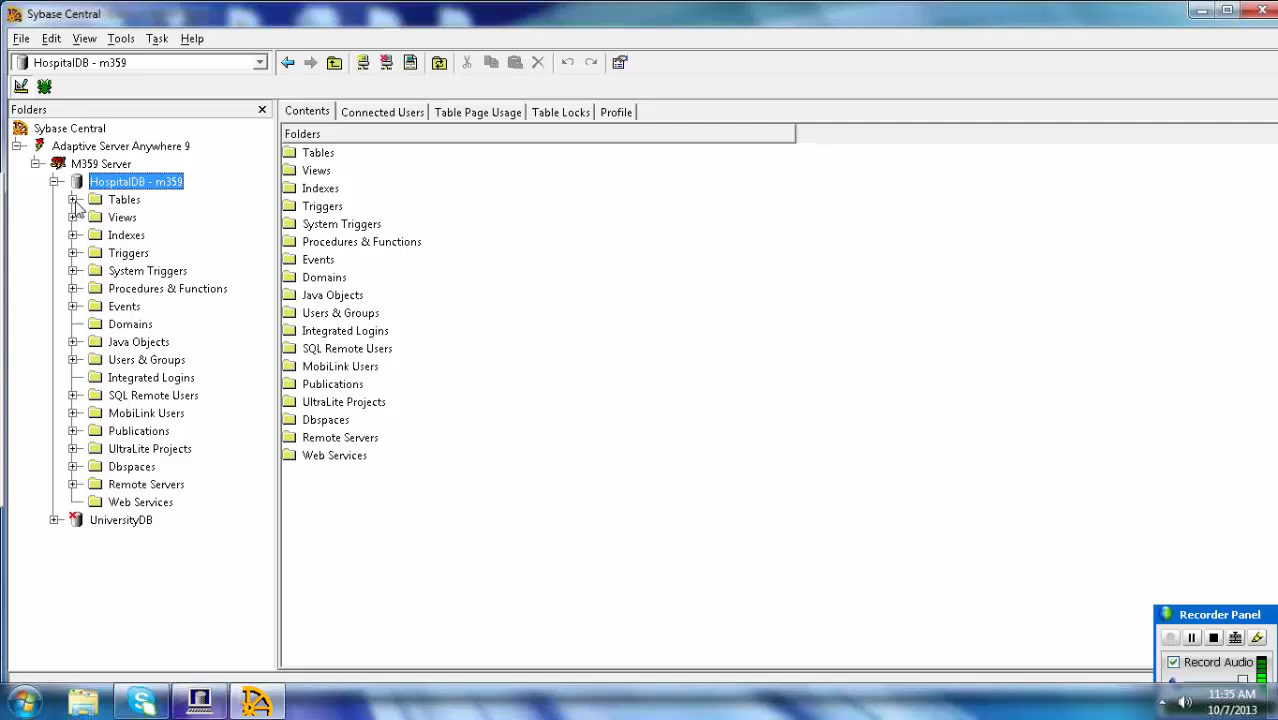 Sybase Central
File Edit View Tools Task Help
HospitalDB - m359
Folders
Sybase Central
Adaptive Server Anywhere 9
M359 Server
HospitalDB - m359
Tables
Views
Indexes
Triggers
System Triggers
Procedures & Functions
Events
Domains
Java Objects
Users & Groups
Integrated Logins
SQL Remote Users
MobiLink Users
Publications
UltraLite Projects
Dbspaces
Remote Servers
Web Services
UniversityDB
Contents Connected Users Table Page Usage Table Locks Profile
Folders
Tables
Views
Indexes
Triggers
System Triggers
Procedures & Functions
Events
Domains
Java Objects
Users & Groups
Integrated Logins
SQL Remote Users
MobiLink Users
Publications
UltraLite Projects
Dbspaces
Remote Servers
Web Services
Recorder Panel
Record Audio
11:35 AM
10/7/2013